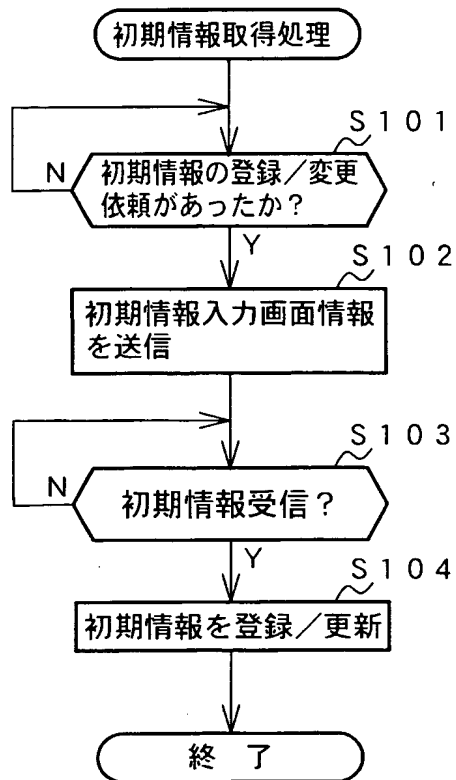 初期情報取得処理
S101
N
初期情報の登録／変更
依頼があったか？
Y
S102
初期情報入力画面情報
を送信
S103
N
初期情報受信？
Y
S104
初期情報を登録／更新
終了